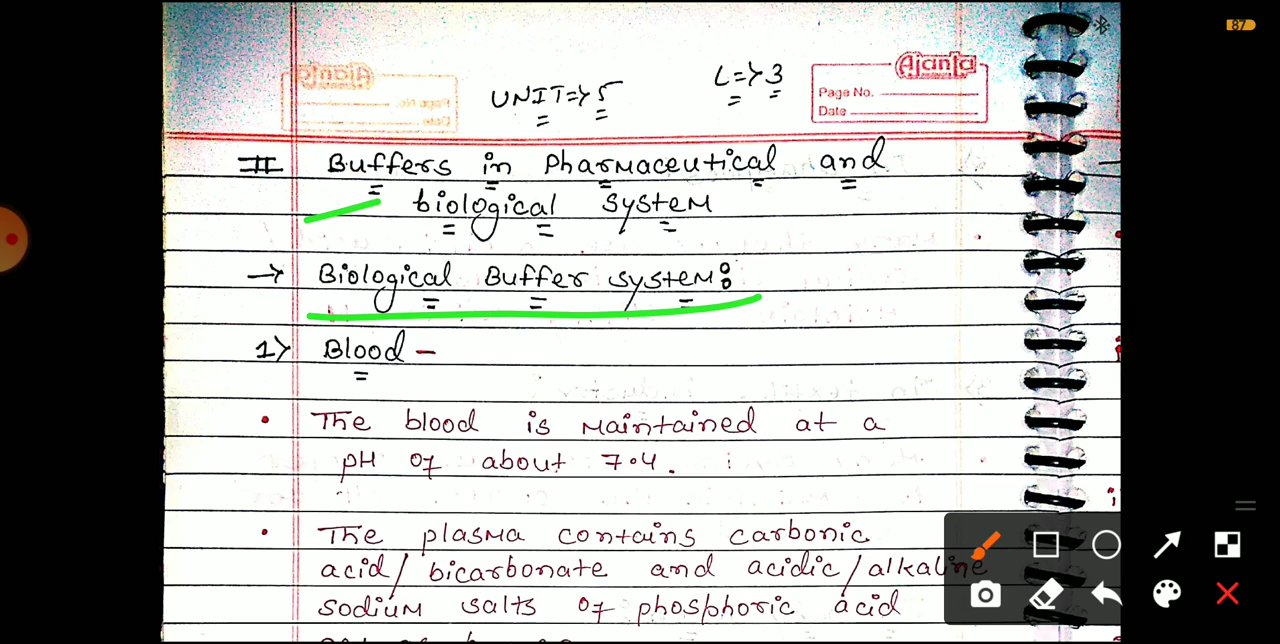 87
Ajanta
Page No.
Date
UNIT=>5
L=>3
II Buffers in Pharmaceutical and
biological system
→ Biological Buffer system:
1> Blood -
• The blood is maintained at a
pH of about 7.4.
• The plasma contains carbonic
acid/bicarbonate and acidic/alkaline
sodium salts of phosphoric acid